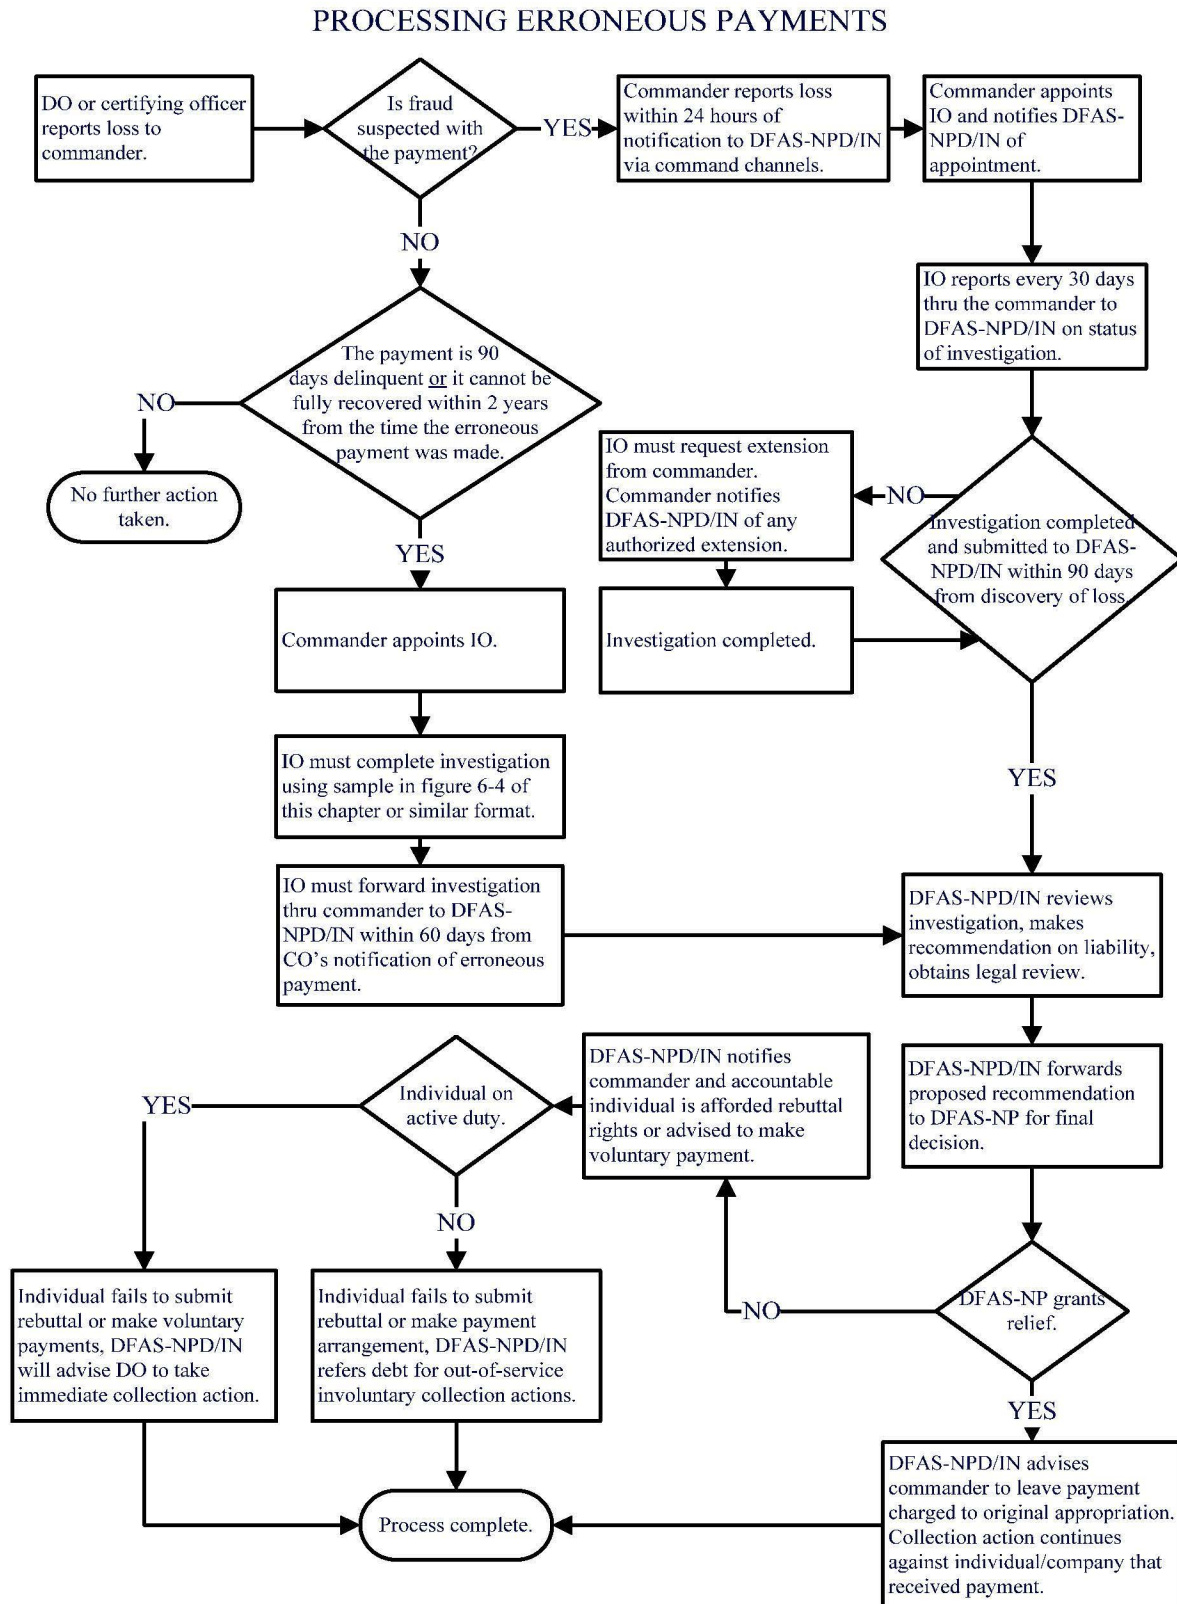 PROCESSING ERRONEOUS PAYMENTS
DO or certifying officer
reports loss to
commander.
Is fraud
suspected with
the payment?
YES
Commander reports loss
within 24 hours of
notification to DFAS-NPD/IN
via command channels.
Commander appoints
IO and notifies DFAS-
NPD/IN of
appointment.
NO
IO reports every 30 days
thru the commander to
DFAS-NPD/IN on status
of investigation.
The payment is 90
days delinquent or it cannot be
fully recovered within 2 years
from the time the erroneous
payment was made.
NO
No further action
taken.
YES
IO must request extension
from commander.
Commander notifies
DFAS-NPD/IN of any
authorized extension.
NO
Investigation completed
and submitted to DFAS-
NPD/IN within 90 days
from discovery of loss.
Investigation completed.
Commander appoints IO.
YES
IO must complete investigation
using sample in figure 6-4 of
this chapter or similar format.
IO must forward investigation
thru commander to DFAS-
NPD/IN within 60 days from
CO's notification of erroneous
payment.
DFAS-NPD/IN reviews
investigation, makes
recommendation on liability,
obtains legal review.
DFAS-NPD/IN forwards
proposed recommendation
to DFAS-NP for final
decision.
DFAS-NPD/IN notifies
commander and accountable
individual is afforded rebuttal
rights or advised to make
voluntary payment.
Individual on
active duty.
YES
NO
DFAS-NP grants
relief.
NO
YES
Individual fails to submit
rebuttal or make voluntary
payments, DFAS-NPD/IN
will advise DO to take
immediate collection action.
Individual fails to submit
rebuttal or make payment
arrangement, DFAS-NPD/IN
refers debt for out-of-service
involuntary collection actions.
DFAS-NPD/IN advises
commander to leave payment
charged to original appropriation.
Collection action continues
against individual/company that
received payment.
Process complete.